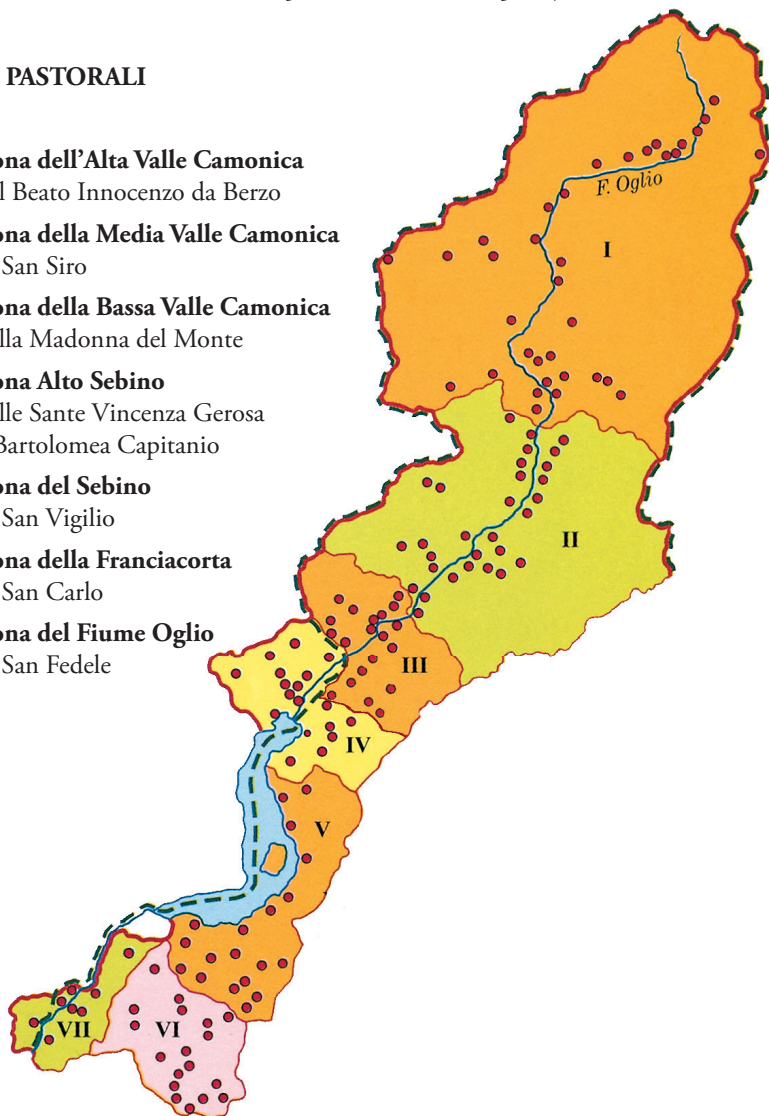 PASTORALI
ona dell'Alta Valle Camonica
l Beato Innocenzo da Berzo
ona della Media Valle Camonica
San Siro
ona della Bassa Valle Camonica
lla Madonna del Monte
ona Alto Sebino
lle Sante Vincenza Gerosa
Bartolomea Capitanio
ona del Sebino
San Vigilio
ona della Franciacorta
San Carlo
ona del Fiume Oglio
San Fedele
F. Oglio
I
II
III
IV
V
VI
VII